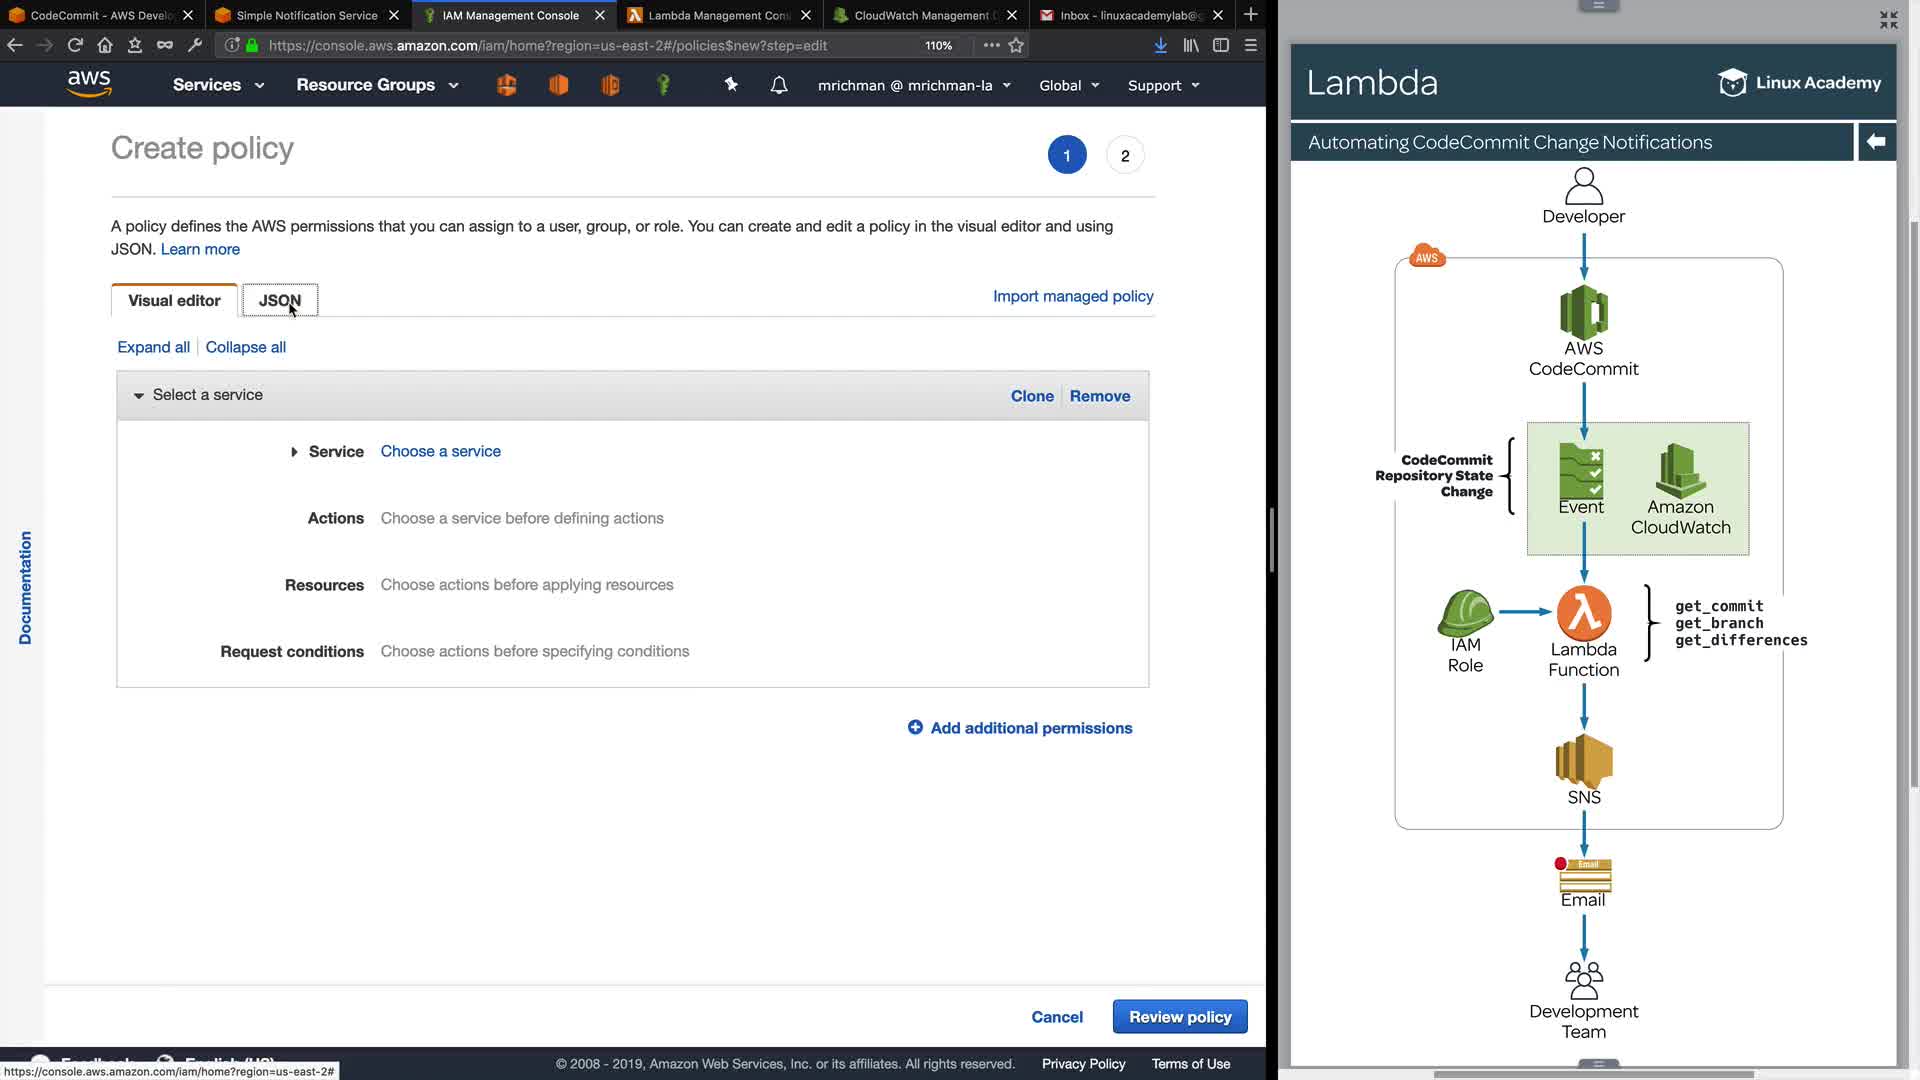 CodeCommit - AWS Develo
Simple Notification Service
IAM Management Console
Lambda Management Cons
CloudWatch Management C
Inbox - linuxacademylab@g
https://console.aws.amazon.com/iam/home?region=us-east-2#/policies$new?step=edit
110%
aws
Services
Resource Groups
mrichman @ mrichman-la
Global
Support
Create policy
1
2
A policy defines the AWS permissions that you can assign to a user, group, or role. You can create and edit a policy in the visual editor and using
JSON. Learn more
Visual editor
JSON
Import managed policy
Expand all
Collapse all
Select a service
Clone
Remove
Service
Choose a service
Actions
Choose a service before defining actions
Resources
Choose actions before applying resources
Request conditions
Choose actions before specifying conditions
Add additional permissions
Documentation
Cancel
Review policy
Feedback
English (US)
© 2008 - 2019, Amazon Web Services, Inc. or its affiliates. All rights reserved.
Privacy Policy
Terms of Use
https://console.aws.amazon.com/iam/home?region=us-east-2#
Lambda
Linux Academy
Automating CodeCommit Change Notifications
Developer
AWS
AWS
CodeCommit
CodeCommit
Repository State
Change
Event
Amazon
CloudWatch
IAM
Role
Lambda
Function
get_commit
get_branch
get_differences
SNS
Email
Email
Development
Team